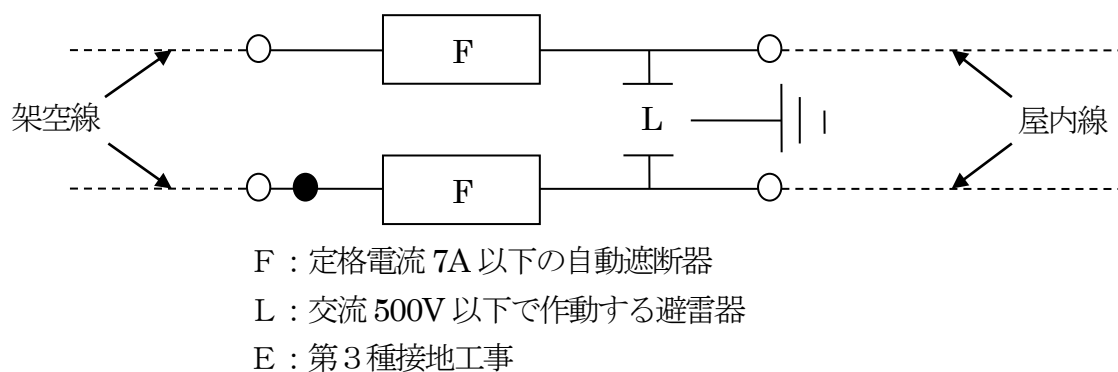 F
架空線
L
屋内線
F
F：定格電流 7A 以下の自動遮断器
L：交流 500V 以下で作動する避雷器
E：第３種接地工事